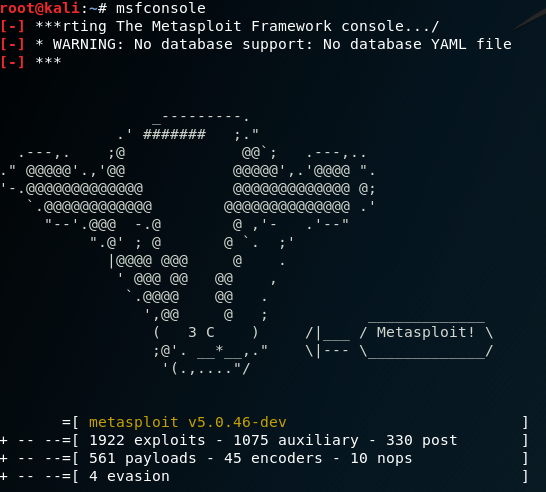 root@kali:~# msfconsole
[-] ***rting The Metasploit Framework console.../
[-] * WARNING: No database support: No database YAML file
[-] ***
                 _---------.
             .' #######   ;."
  .---,.    ;@             @@`;   .---,..
." @@@@@'.,'@@            @@@@@',.'@@@@ ".
'-.@@@@@@@@@@@@@          @@@@@@@@@@@@@ @;
   `.@@@@@@@@@@@@        @@@@@@@@@@@@@@ .'
     "--'.@@@  -.@        @ ,'-   .'--"
          ".@' ; @       @ `.  ;'
            |@@@@ @@@     @    .
             ' @@@ @@   @@    ,
              `.@@@@    @@   .
                ',@@     @   ;           _____________
                 (   3 C    )     /|___ / Metasploit! \
                 ;@'. __*__,."    \|--- \_____________/
                  '(.,...."/
       =[ metasploit v5.0.46-dev                          ]
+ -- --=[ 1922 exploits - 1075 auxiliary - 330 post       ]
+ -- --=[ 561 payloads - 45 encoders - 10 nops            ]
+ -- --=[ 4 evasion                                       ]